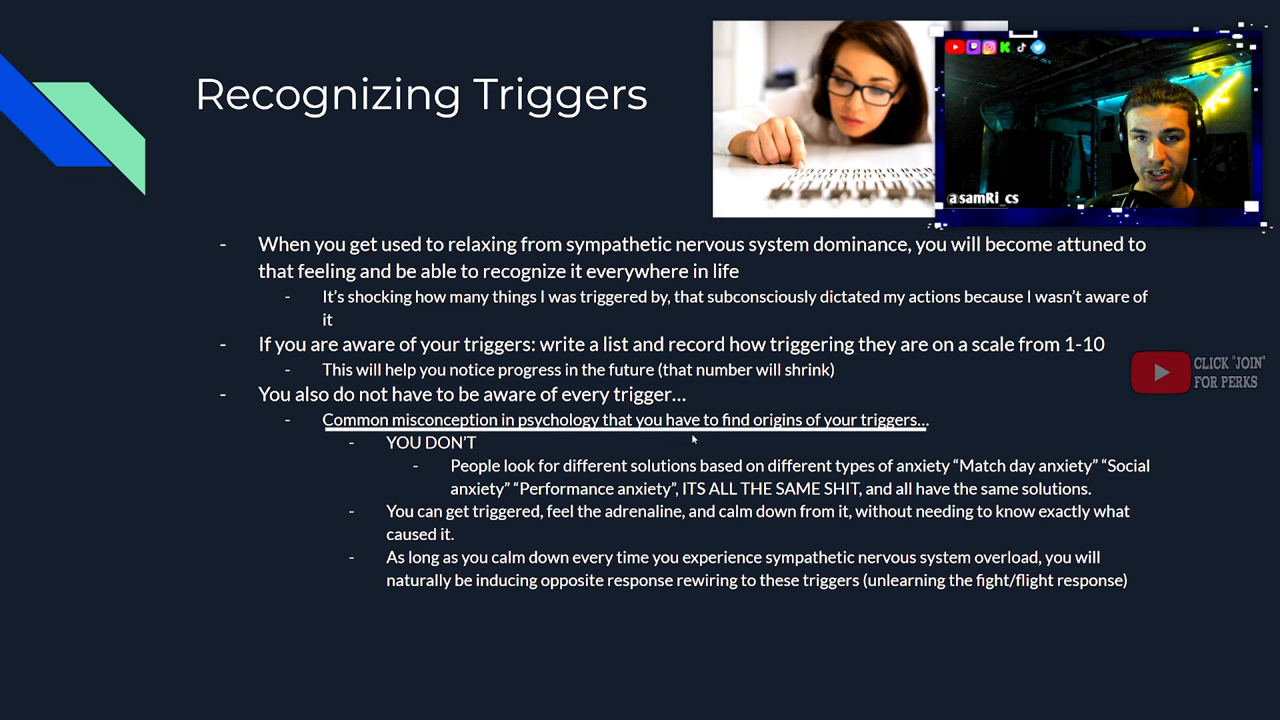 Recognizing Triggers
@samRi_cs
- When you get used to relaxing from sympathetic nervous system dominance, you will become attuned to
that feeling and be able to recognize it everywhere in life
- It's shocking how many things I was triggered by, that subconsciously dictated my actions because I wasn't aware of
it
- If you are aware of your triggers: write a list and record how triggering they are on a scale from 1-10
- This will help you notice progress in the future (that number will shrink)
CLICK "JOIN"
FOR PERKS
- You also do not have to be aware of every trigger...
- Common misconception in psychology that you have to find origins of your triggers...
- YOU DON'T
- People look for different solutions based on different types of anxiety “Match day anxiety” “Social
anxiety” “Performance anxiety”, ITS ALL THE SAME SHIT, and all have the same solutions.
- You can get triggered, feel the adrenaline, and calm down from it, without needing to know exactly what
caused it.
- As long as you calm down every time you experience sympathetic nervous system overload, you will
naturally be inducing opposite response rewiring to these triggers (unlearning the fight/flight response)